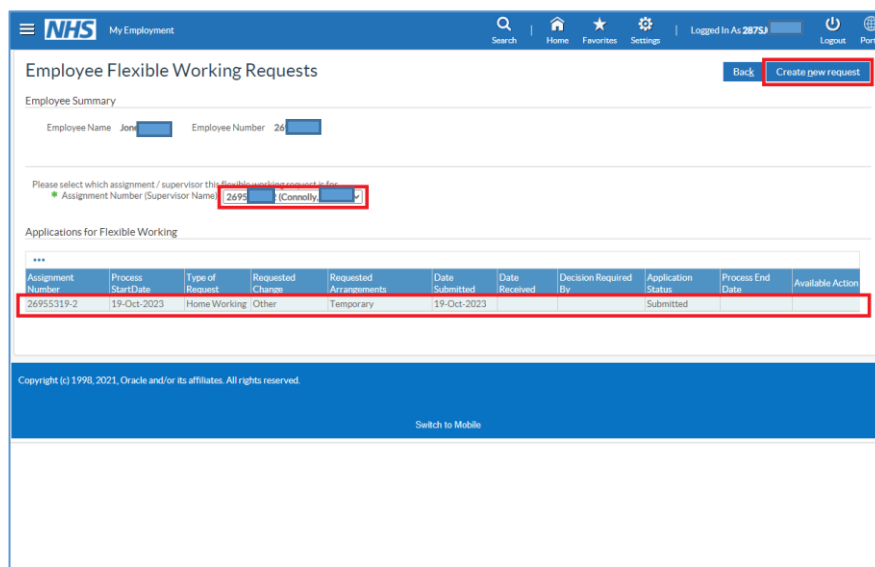 NHS My Employment
Search
Home
Favorites
Settings
Logged In As 287SJ
Logout
Employee Flexible Working Requests
Back
Create new request
Employee Summary
Employee Name Jone
Employee Number 26
Please select which assignment / supervisor this flexible working request is for
* Assignment Number (Supervisor Name) 2695 (Connolly,
Applications for Flexible Working
Assignment Number
Process StartDate
Type of Request
Requested Change
Requested Arrangements
Date Submitted
Date Received
Decision Required By
Application Status
Process End Date
Available Action
26955319-2 19-Oct-2023 Home Working Other Temporary 19-Oct-2023 Submitted
Copyright (c) 1998, 2021, Oracle and/or its affiliates. All rights reserved.
Switch to Mobile